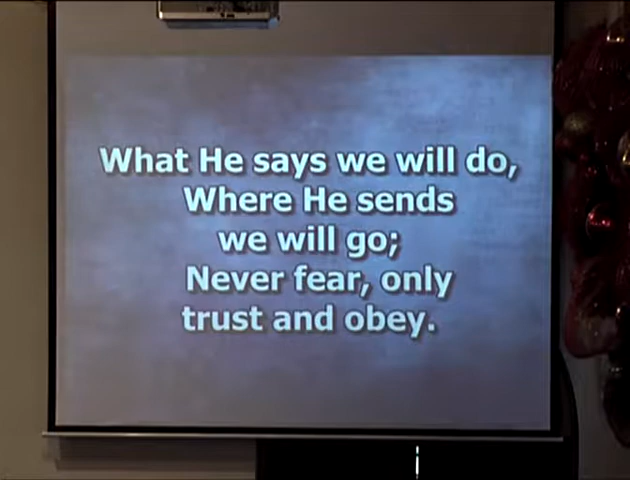 What He says we will do,
Where He sends
we will go;
Never fear, only
trust and obey.